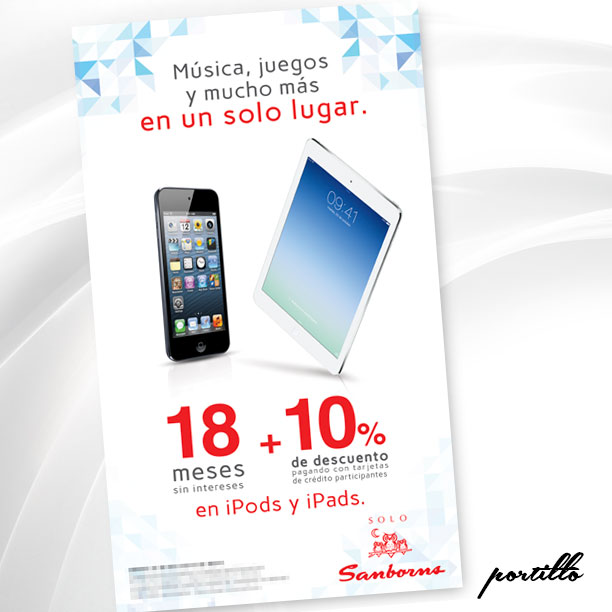 Música, juegos
y mucho más
en un solo lugar.
09:41
18
meses
sin intereses
+
10%
de descuento
pagando con tarjetas
de crédito participantes
en iPods y iPads.
SOLO
Sanborns
portillo